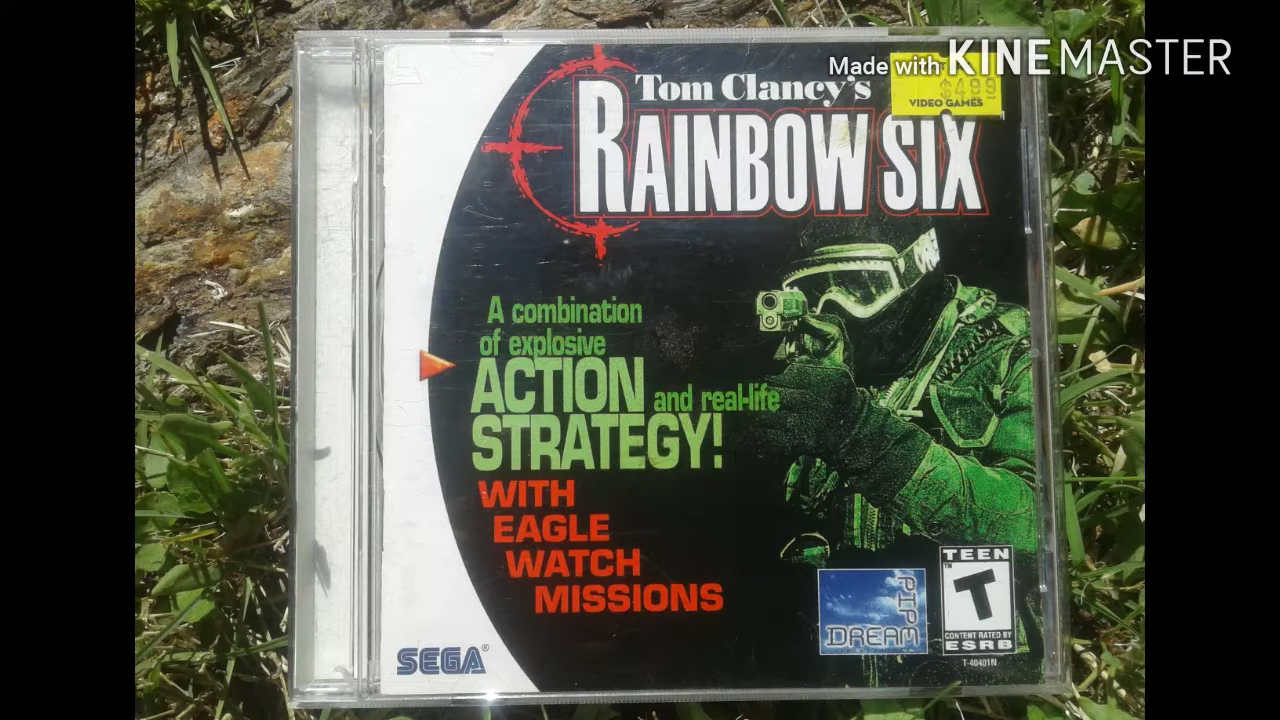 Made with KINEMASTER
Tom Clancy's
$4.99
VIDEO GAMES
RAINBOW SIX
A combination
of explosive
ACTION and real-life
STRATEGY!
WITH
EAGLE
WATCH
MISSIONS
PIPE
DREAM
TEEN
T
CONTENT RATED BY
ESRB
T-40401N
SEGA®